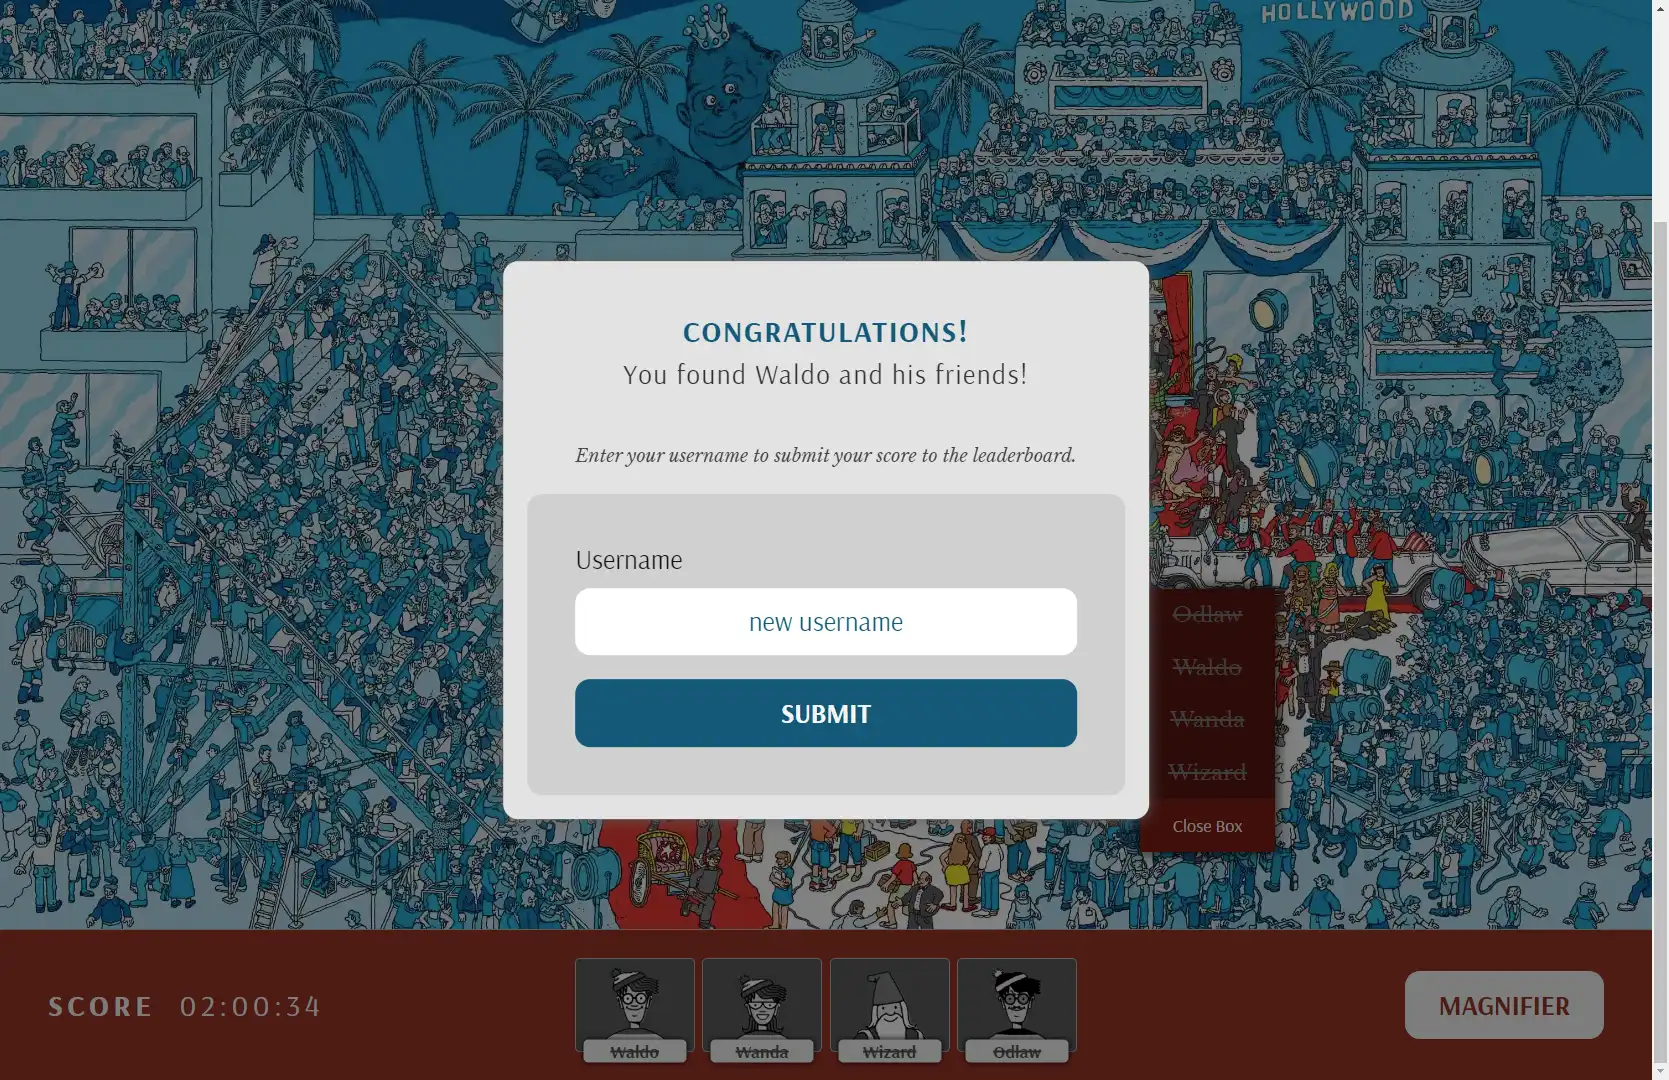 HOLLYWOOD
CONGRATULATIONS!
You found Waldo and his friends!
Enter your username to submit your score to the leaderboard.
Username
new username
SUBMIT
Odlaw
Waldo
Wanda
Wizard
Close Box
SCORE 02:00:34
Waldo
Wanda
Wizard
Odlaw
MAGNIFIER